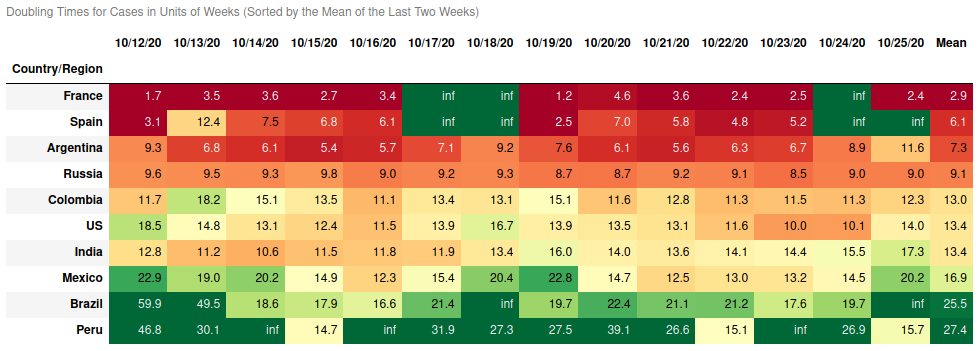 Doubling Times for Cases in Units of Weeks (Sorted by the Mean of the Last Two Weeks)
10/12/20 10/13/20 10/14/20 10/15/20 10/16/20 10/17/20 10/18/20 10/19/20 10/20/20 10/21/20 10/22/20 10/23/20 10/24/20 10/25/20 Mean
Country/Region
France 1.7 3.5 3.6 2.7 3.4 inf inf 1.2 4.6 3.6 2.4 2.5 inf 2.4 2.9
Spain 3.1 12.4 7.5 6.8 6.1 inf inf 2.5 7.0 5.8 4.8 5.2 inf inf 6.1
Argentina 9.3 6.8 6.1 5.4 5.7 7.1 9.2 7.6 6.1 5.6 6.3 6.7 8.9 11.6 7.3
Russia 9.6 9.5 9.3 9.8 9.0 9.2 9.3 8.7 8.7 9.2 9.1 8.5 9.0 9.0 9.1
Colombia 11.7 18.2 15.1 13.5 11.1 13.4 13.1 15.1 11.6 12.8 11.3 11.5 11.3 12.3 13.0
US 18.5 14.8 13.1 12.4 11.5 13.9 16.7 13.9 13.5 13.1 11.6 10.0 10.1 14.0 13.4
India 12.8 11.2 10.6 11.5 11.8 11.9 13.4 16.0 14.0 13.6 14.1 14.4 15.5 17.3 13.4
Mexico 22.9 19.0 20.2 14.9 12.3 15.4 20.4 22.8 14.7 12.5 13.0 13.2 14.5 20.2 16.9
Brazil 59.9 49.5 18.6 17.9 16.6 21.4 inf 19.7 22.4 21.1 21.2 17.6 19.7 inf 25.5
Peru 46.8 30.1 inf 14.7 inf 31.9 27.3 27.5 39.1 26.6 15.1 inf 26.9 15.7 27.4